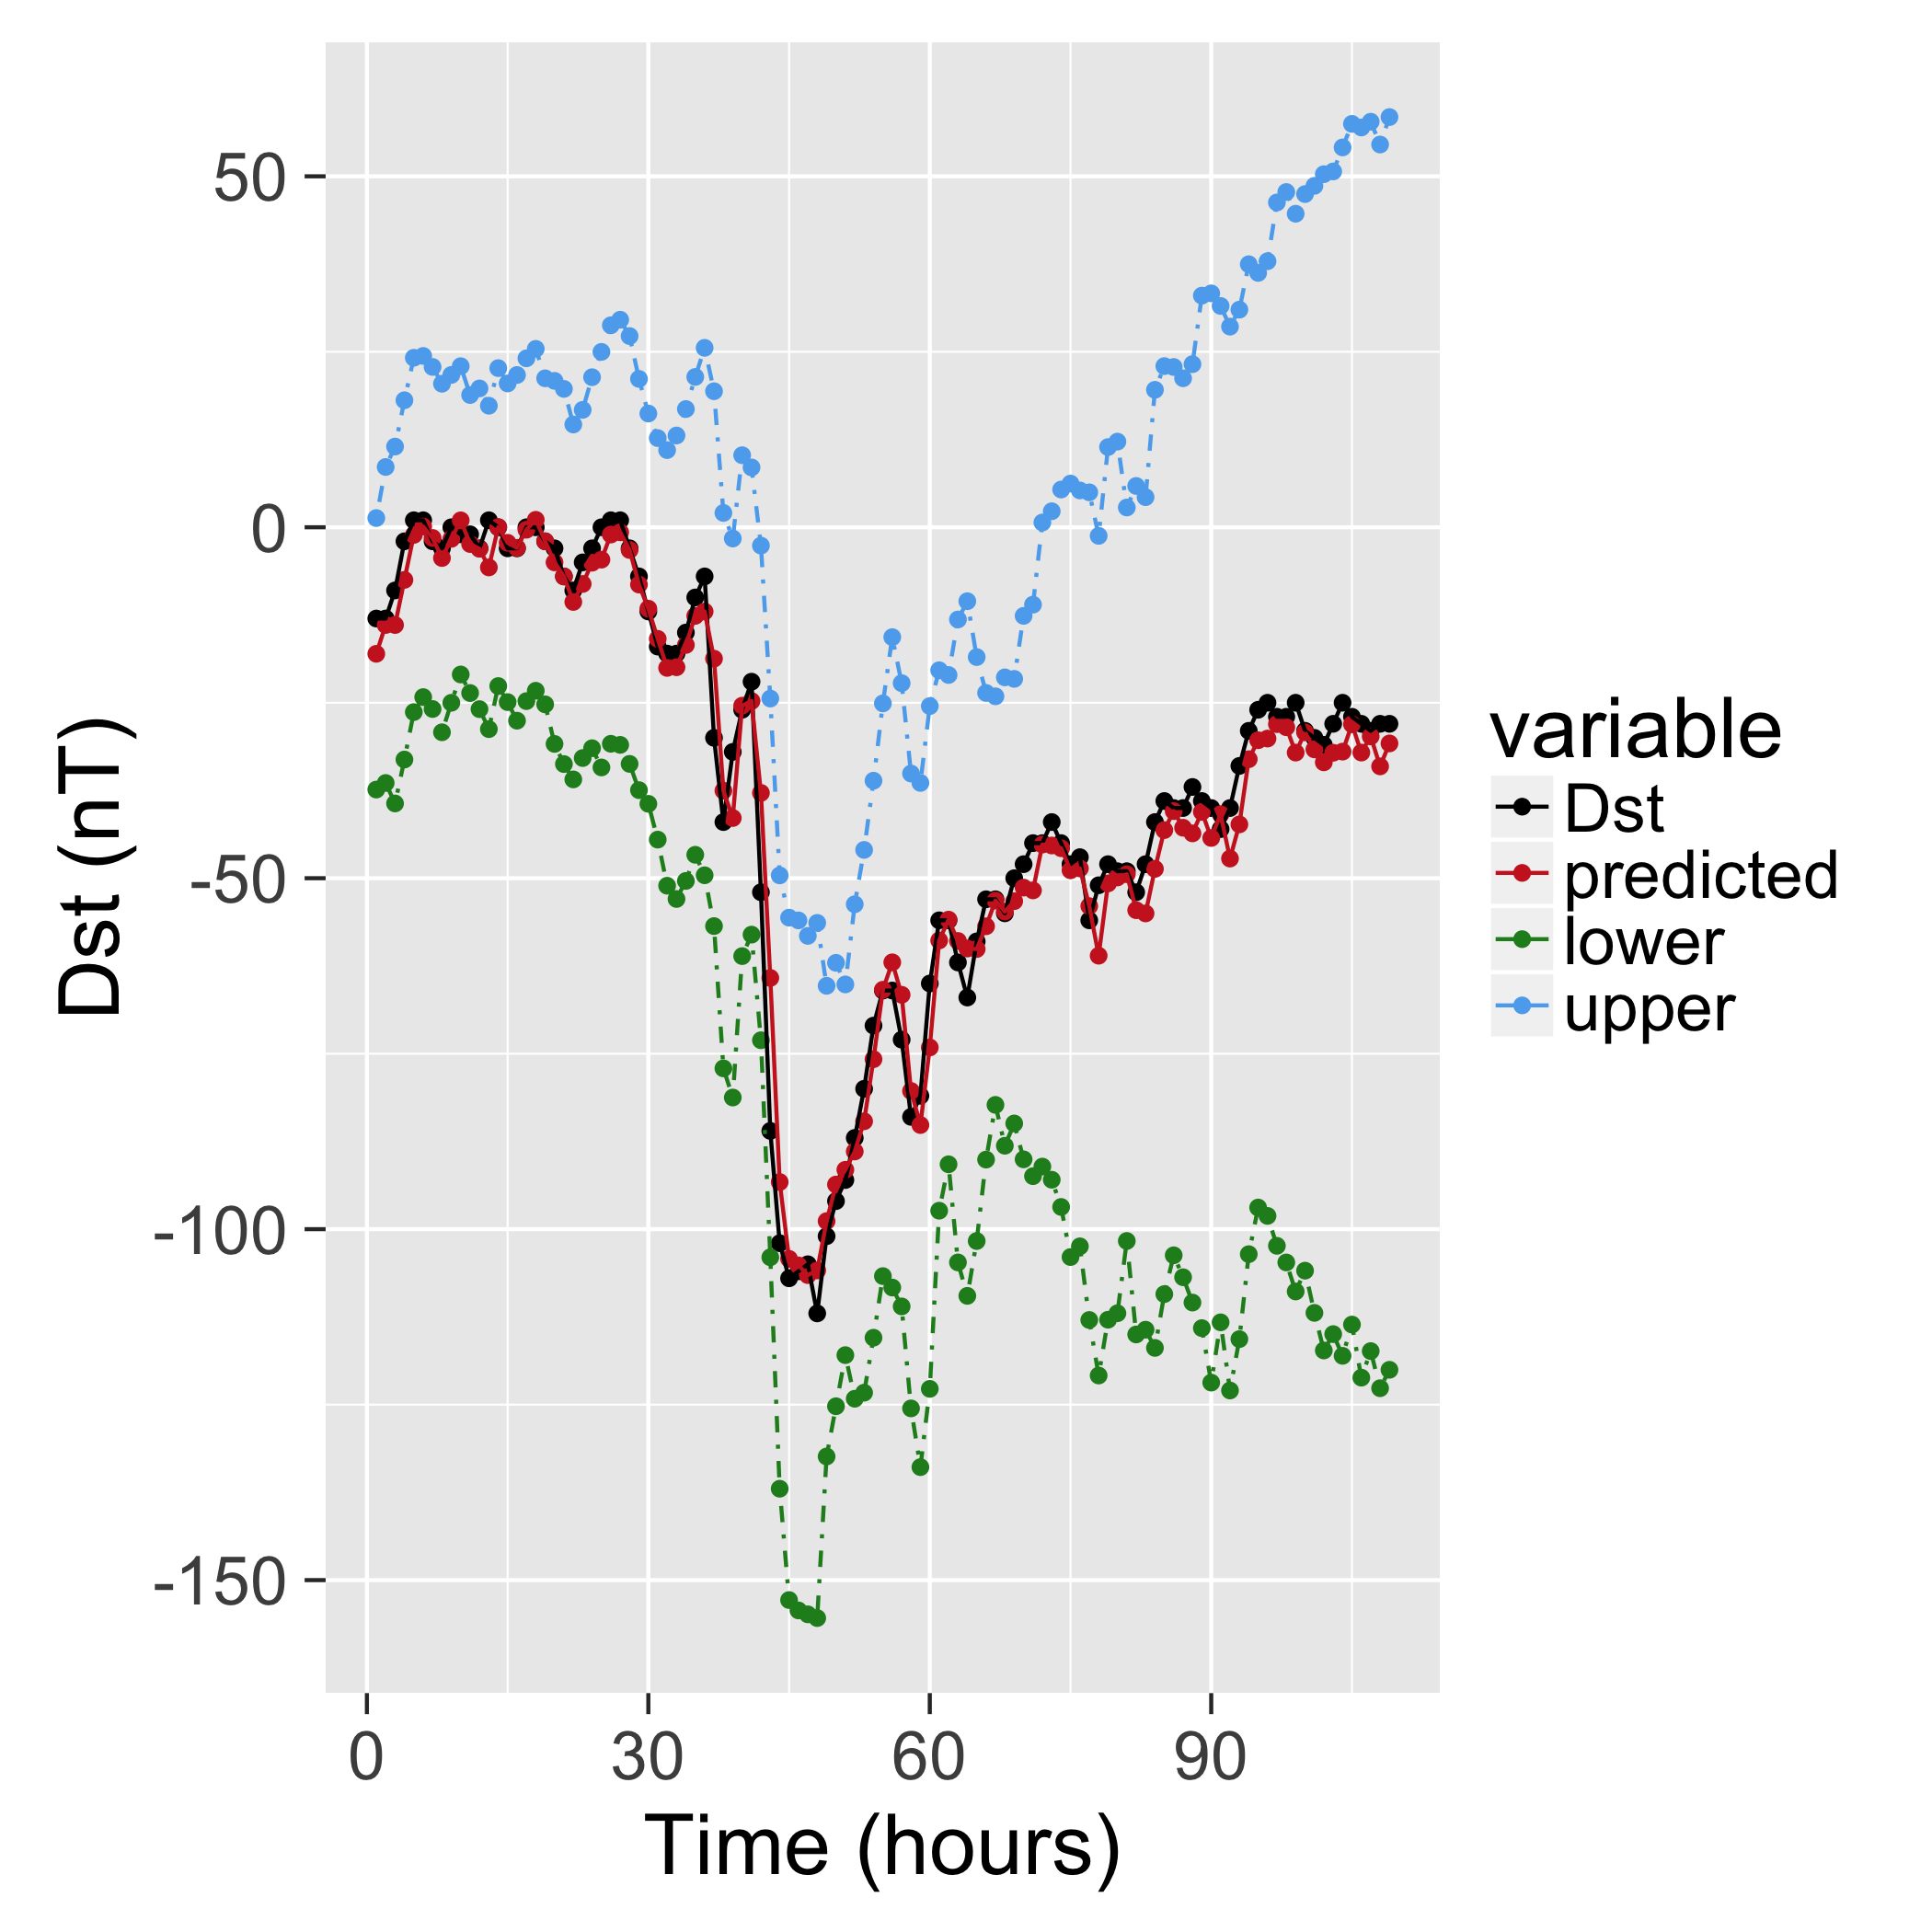 50
0
-50
-100
-150
Dst (nT)
0 30 60 90
Time (hours)
variable
Dst
predicted
lower
upper